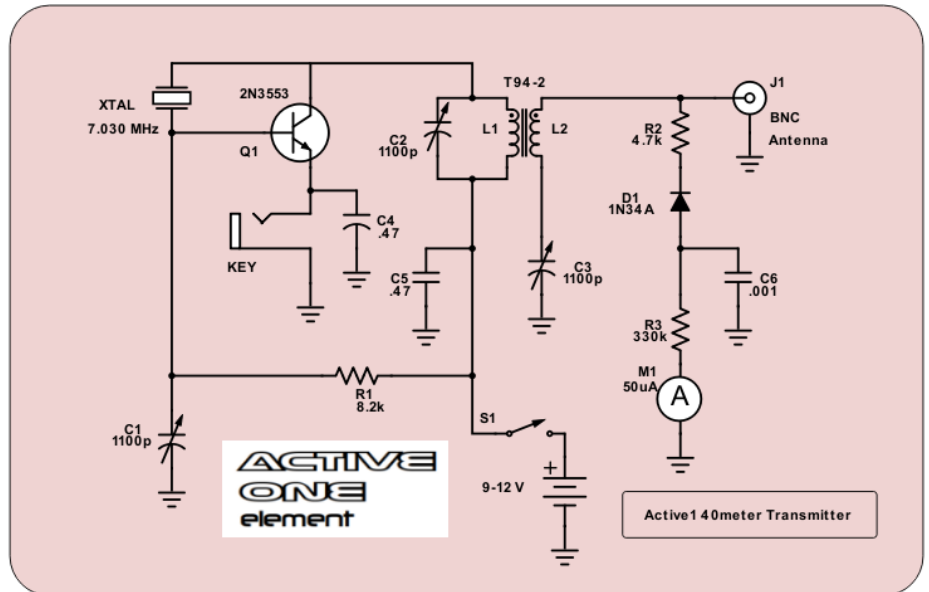 XTAL
7.030 MHz
2N3553
Q1
KEY
C4
.47
C2
1100p
L1
T94-2
L2
C5
.47
C3
1100p
J1
BNC
Antenna
R2
4.7k
D1
1N34A
C6
.001
R3
330k
M1
50uA
A
R1
8.2k
C1
1100p
S1
+
9-12 V
ACTIVE
ONE
element
Active1 40meter Transmitter